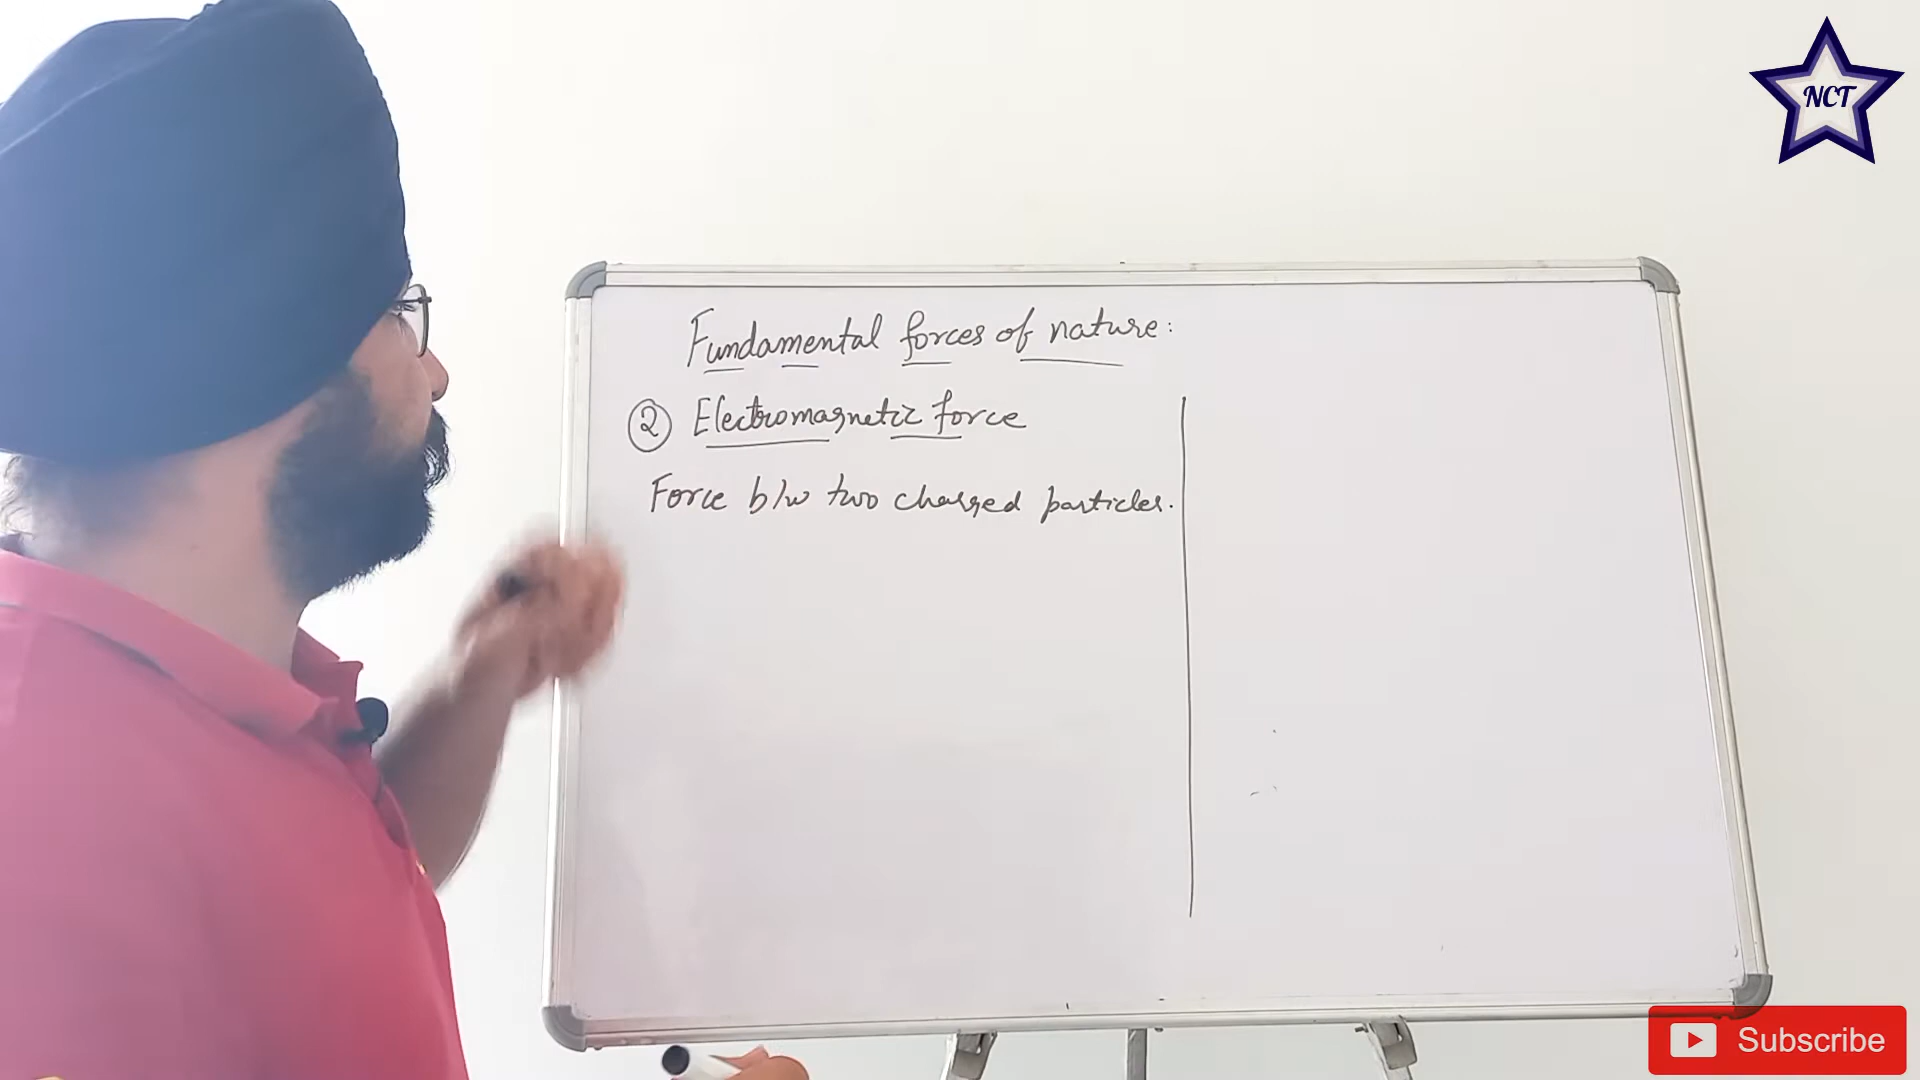 NCT
Fundamental forces of nature:
② Electromagnetic force
Force b/w two charged particles.
Subscribe